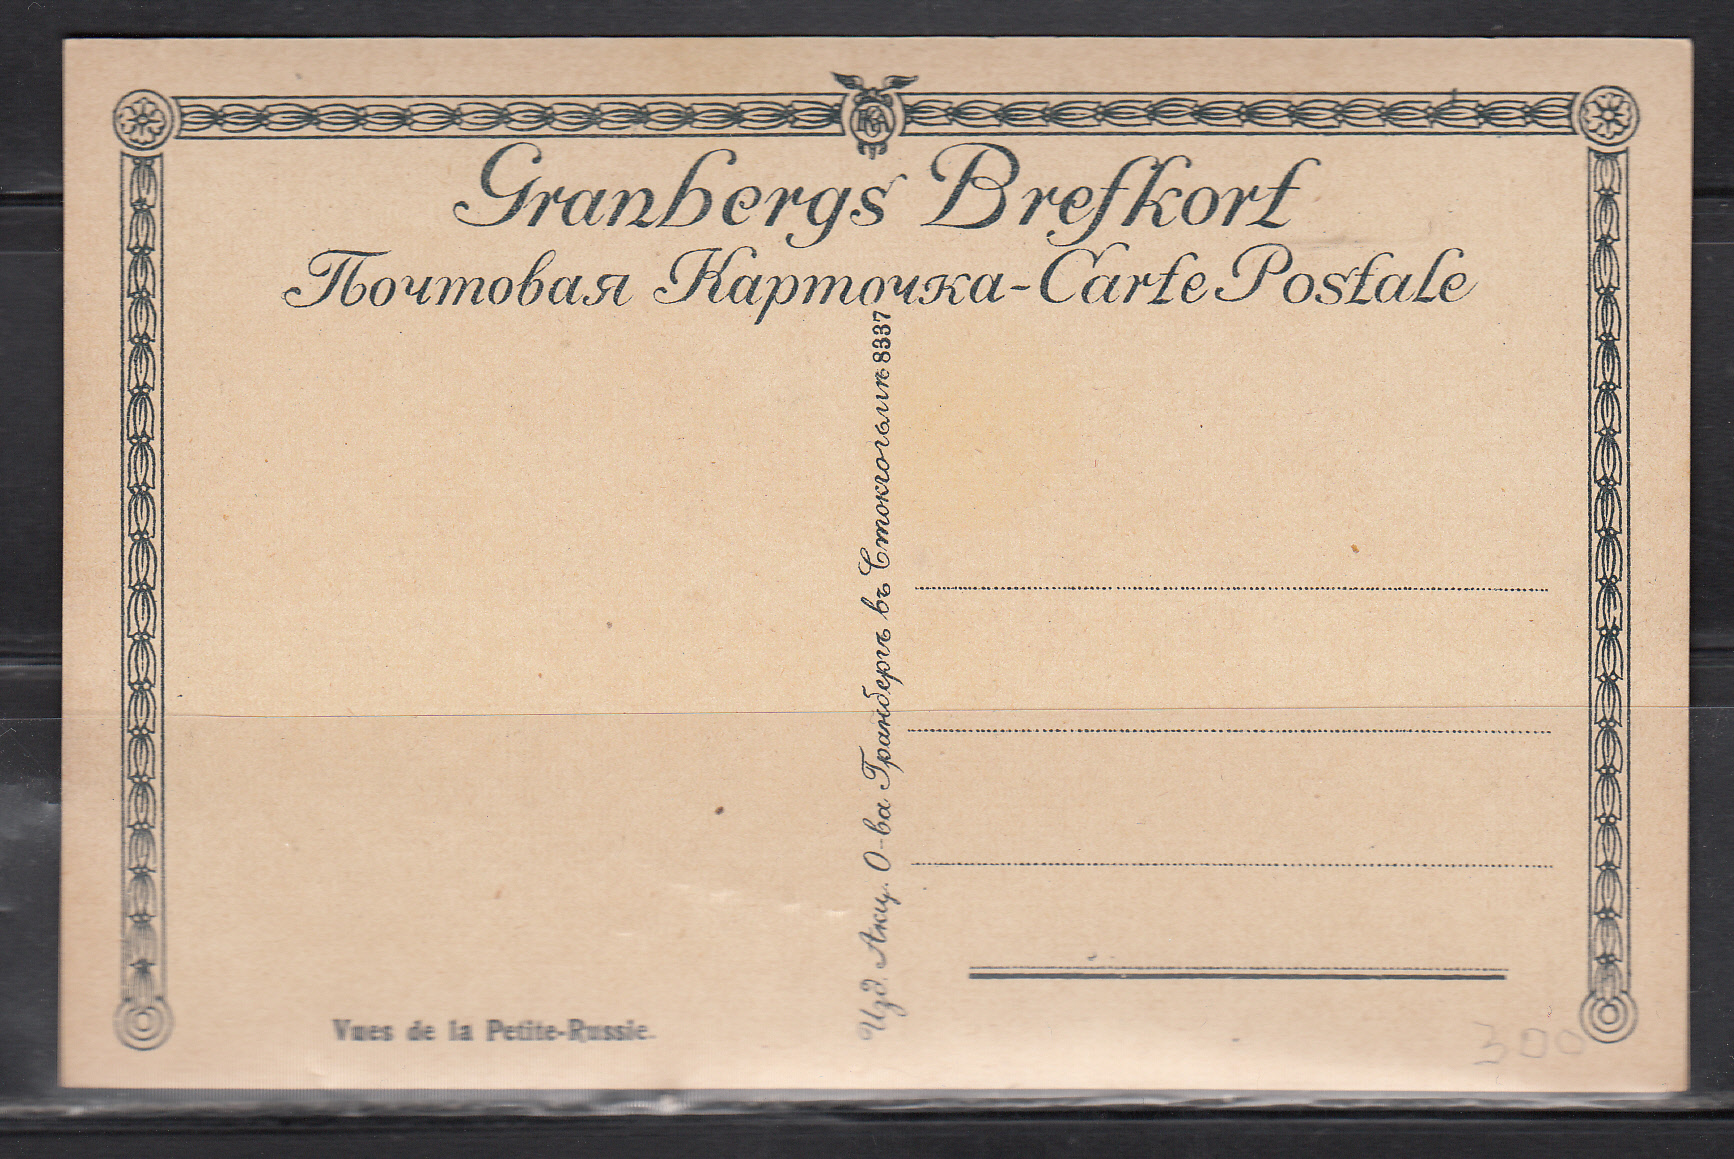 Granbergs Brefkort
Почтовая Карточка-Carte Postale
Изд. Акц. О-ва Гранбергъ въ Стокгольмѣ 8337
Vues de la Petite-Russie.
300